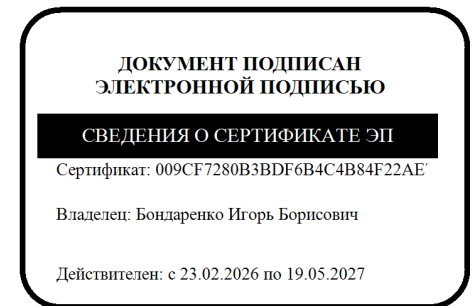 ДОКУМЕНТ ПОДПИСАН
ЭЛЕКТРОННОЙ ПОДПИСЬЮ
СВЕДЕНИЯ О СЕРТИФИКАТЕ ЭП
Сертификат: 009CF7280B3BDF6B4C4B84F22AE
Владелец: Бондаренко Игорь Борисович
Действителен: с 23.02.2026 по 19.05.2027